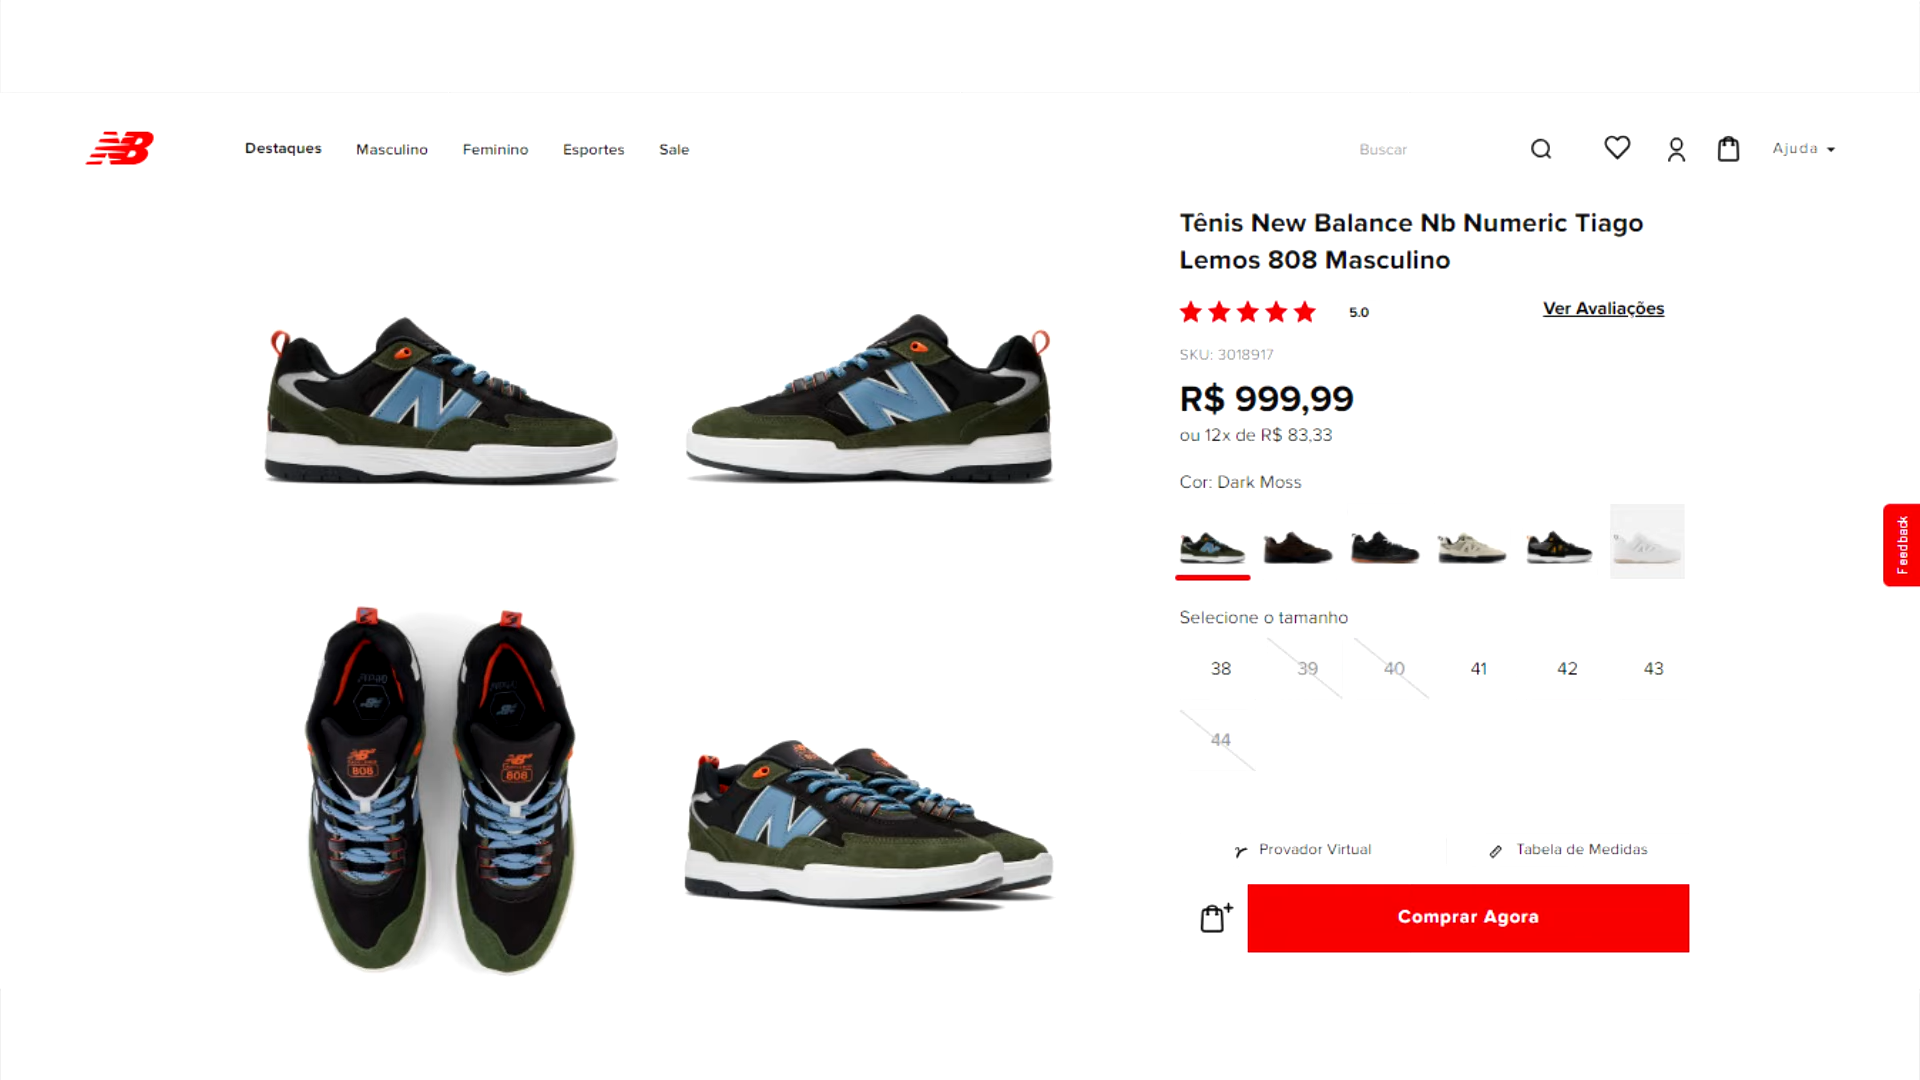 NB
Destaques Masculino Feminino Esportes Sale
Buscar
Ajuda
Tênis New Balance Nb Numeric Tiago
Lemos 808 Masculino
5.0
Ver Avaliações
SKU: 3018917
R$ 999,99
ou 12x de R$ 83,33
Cor: Dark Moss
Feedback
Selecione o tamanho
38 39 40 41 42 43
44
808 808
Provador Virtual
Tabela de Medidas
Comprar Agora